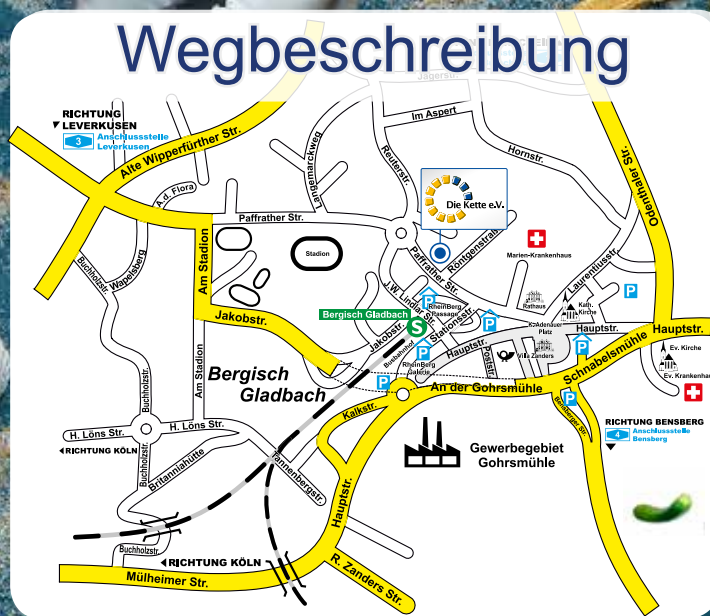 Wegbeschreibung
Jägerstr.
RICHTUNG
LEVERKUSEN
3 Anschlussstelle
Leverkusen
Alte Wipperfürther Str.
Im Aspert
Langemarckweg
Reuterstr.
Hornstr.
Odenthaler Str.
A.d. Flora
Die Kette e.V.
Paffrather Str.
Buchholzstr.
Wapelsberg
Am Stadion
Stadion
Paffrather Str.
Röntgenstraße
Marien-Krankenhaus
Laurentiusstr.
P
J.W. Lindlar Str.
P
RheinBerg
Passage
Rathaus
Kath.
Kirche
Jakobstr.
Bergisch Gladbach
S
Stationsstr.
P
K.Adenauer
Platz
Hauptstr.
Hauptstr.
Jakobstr.
Busbahnhof
P
Hauptstr.
Poststr.
Villa Zanders
P
Ev. Kirche
RheinBerg
Galerie
Schnabelsmühle
Bergisch
Gladbach
Am Stadion
Buchholzstr.
P
An der Gohrsmühle
Ev. Krankenhaus
P
Bensberger Str.
Kalkstr.
H. Löns Str.
H. Löns Str.
RICHTUNG BENSBERG
4 Anschlussstelle
Bensberg
RICHTUNG KÖLN
Buchholzstr.
Britanniahütte
Tannenbergstr.
Gewerbegebiet
Gohrsmühle
Hauptstr.
Buchholzstr.
RICHTUNG KÖLN
Mülheimer Str.
R. Zanders Str.